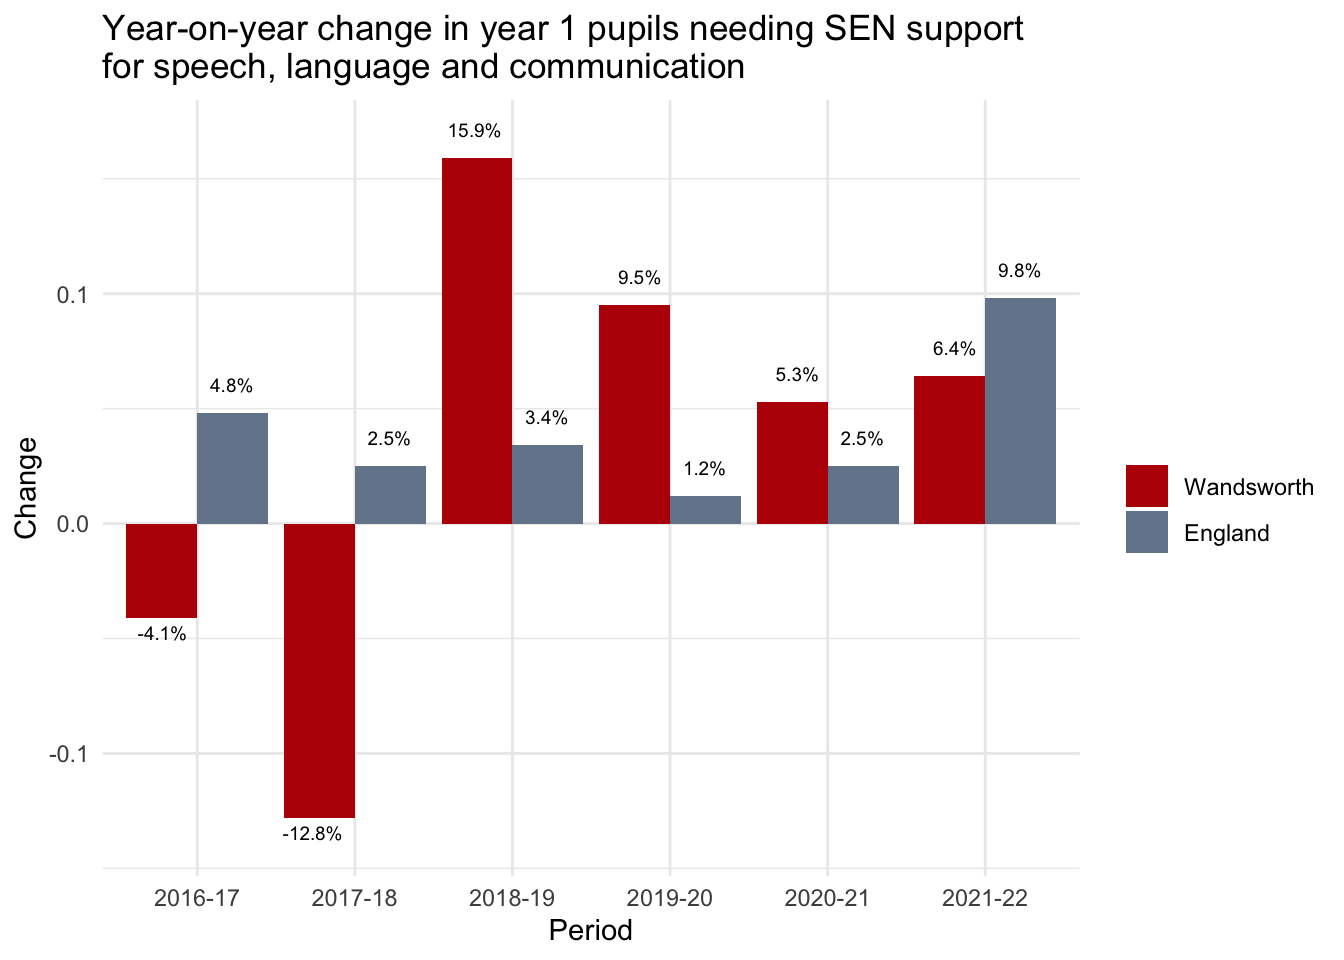 Year-on-year change in year 1 pupils needing SEN support
for speech, language and communication
15.9%
9.5%
9.8%
6.4%
5.3%
4.8%
3.4%
2.5%
1.2%
2.5%
-4.1%
-12.8%
0.1
0.0
-0.1
Change
Wandsworth
England
2016-17 2017-18 2018-19 2019-20 2020-21 2021-22
Period